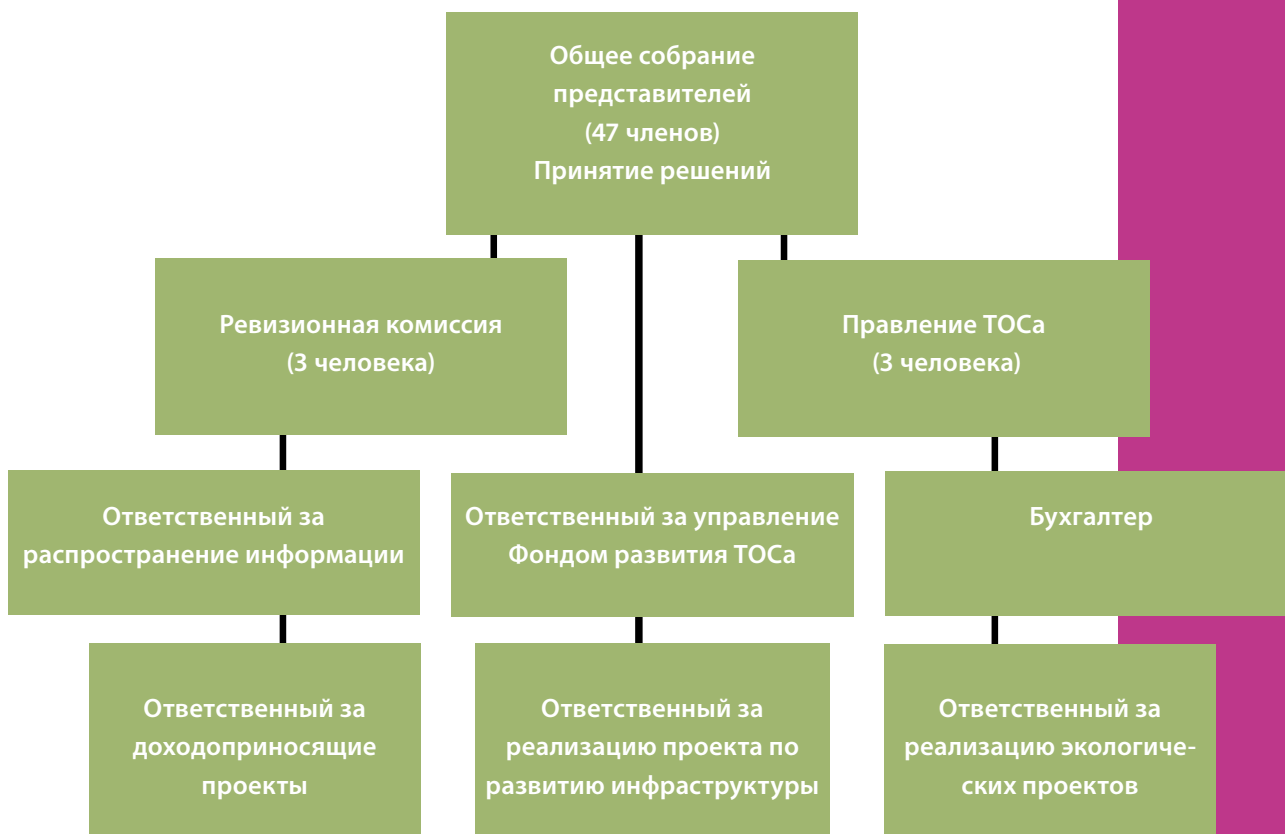 Общее собрание
представителей
(47 членов)
Принятие решений
Ревизионная комиссия
(3 человека)
Правление ТОСа
(3 человека)
Ответственный за
распространение информации
Ответственный за управление
Фондом развития ТОСа
Бухгалтер
Ответственный за
доходоприносящие
проекты
Ответственный за
реализацию проекта по
развитию инфраструктуры
Ответственный за
реализацию экологиче-
ских проектов